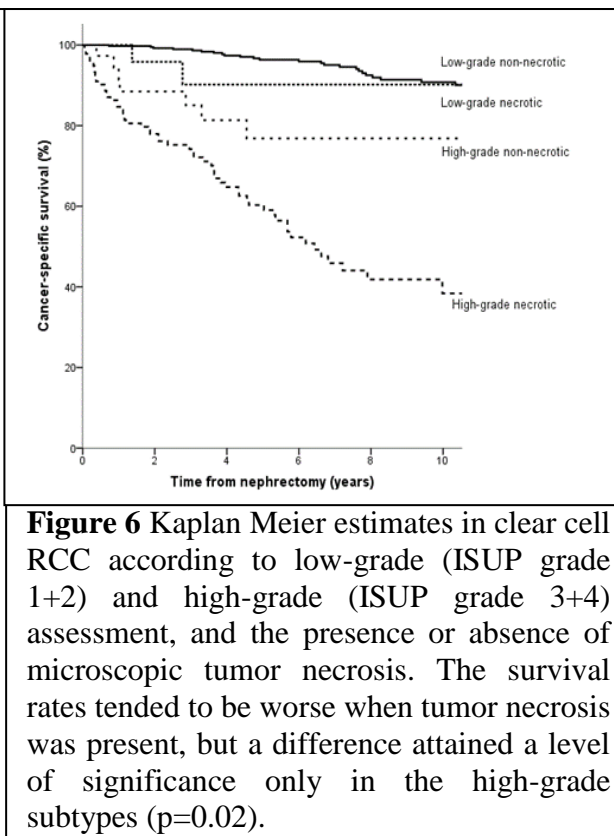 100
80
60
40
20
0
Cancer-specific survival (%)
Low-grade non-necrotic
Low-grade necrotic
High-grade non-necrotic
High-grade necrotic
0 2 4 6 8 10
Time from nephrectomy (years)
Figure 6 Kaplan Meier estimates in clear cell
RCC according to low-grade (ISUP grade
1+2) and high-grade (ISUP grade 3+4)
assessment, and the presence or absence of
microscopic tumor necrosis. The survival
rates tended to be worse when tumor necrosis
was present, but a difference attained a level
of significance only in the high-grade
subtypes (p=0.02).